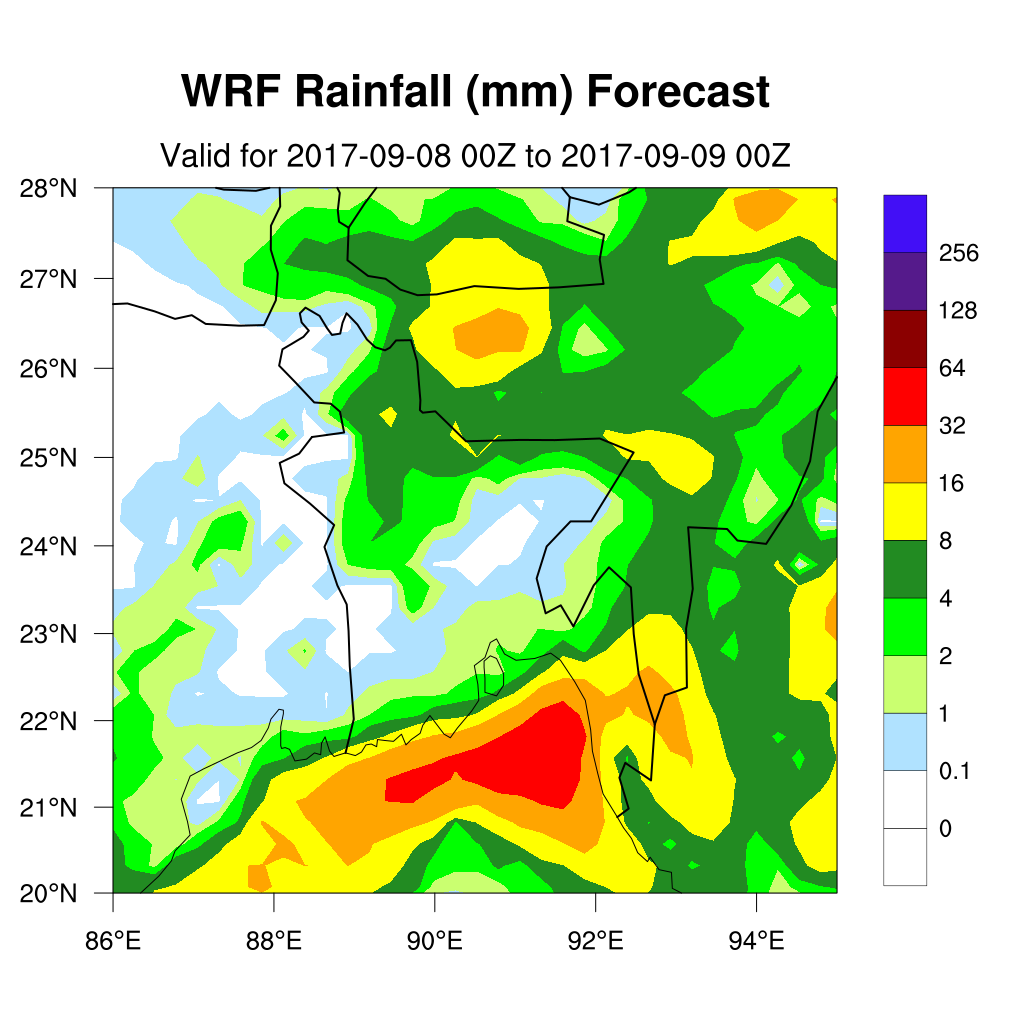 WRF Rainfall (mm) Forecast
Valid for 2017-09-08 00Z to 2017-09-09 00Z
28°N
27°N
26°N
25°N
24°N
23°N
22°N
21°N
20°N
86°E 88°E 90°E 92°E 94°E
256
128
64
32
16
8
4
2
1
0.1
0